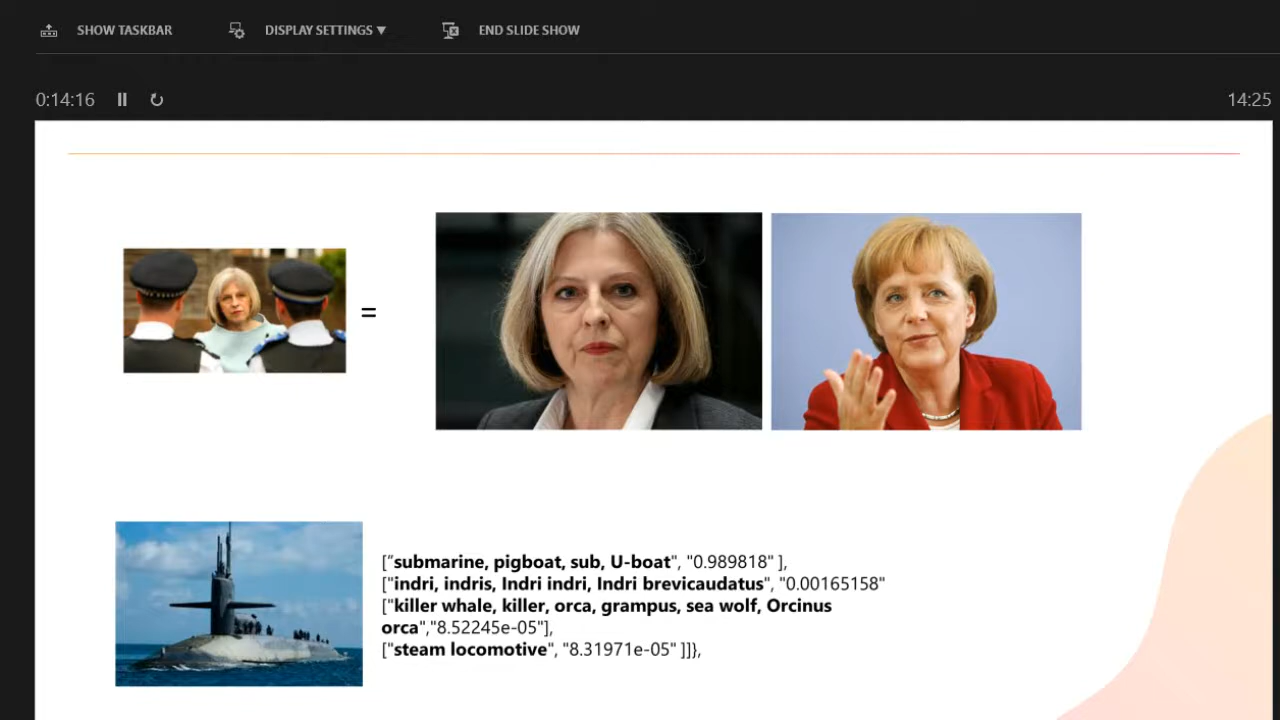 SHOW TASKBAR DISPLAY SETTINGS ▼ END SLIDE SHOW
0:14:16 14:25
=
["submarine, pigboat, sub, U-boat", "0.989818" ],
["indri, indris, Indri indri, Indri brevicaudatus", "0.00165158"
["killer whale, killer, orca, grampus, sea wolf, Orcinus
orca","8.52245e-05"],
["steam locomotive", "8.31971e-05" ]]},